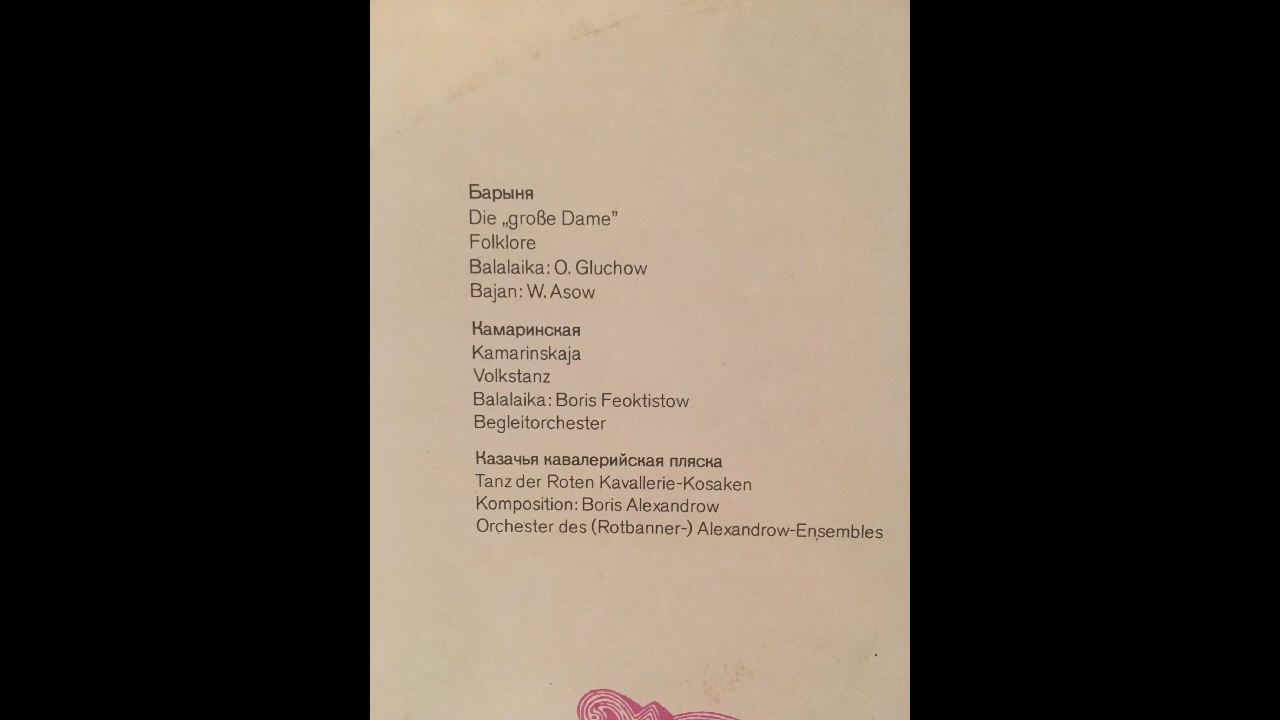 Барыня
Die „große Dame”
Folklore
Balalaika: O. Gluchow
Bajan: W. Asow
Камаринская
Kamarinskaja
Volkstanz
Balalaika: Boris Feoktistow
Begleitorchester
Казачья кавалерийская пляска
Tanz der Roten Kavallerie-Kosaken
Komposition: Boris Alexandrow
Orchester des (Rotbanner-) Alexandrow-Ensembles